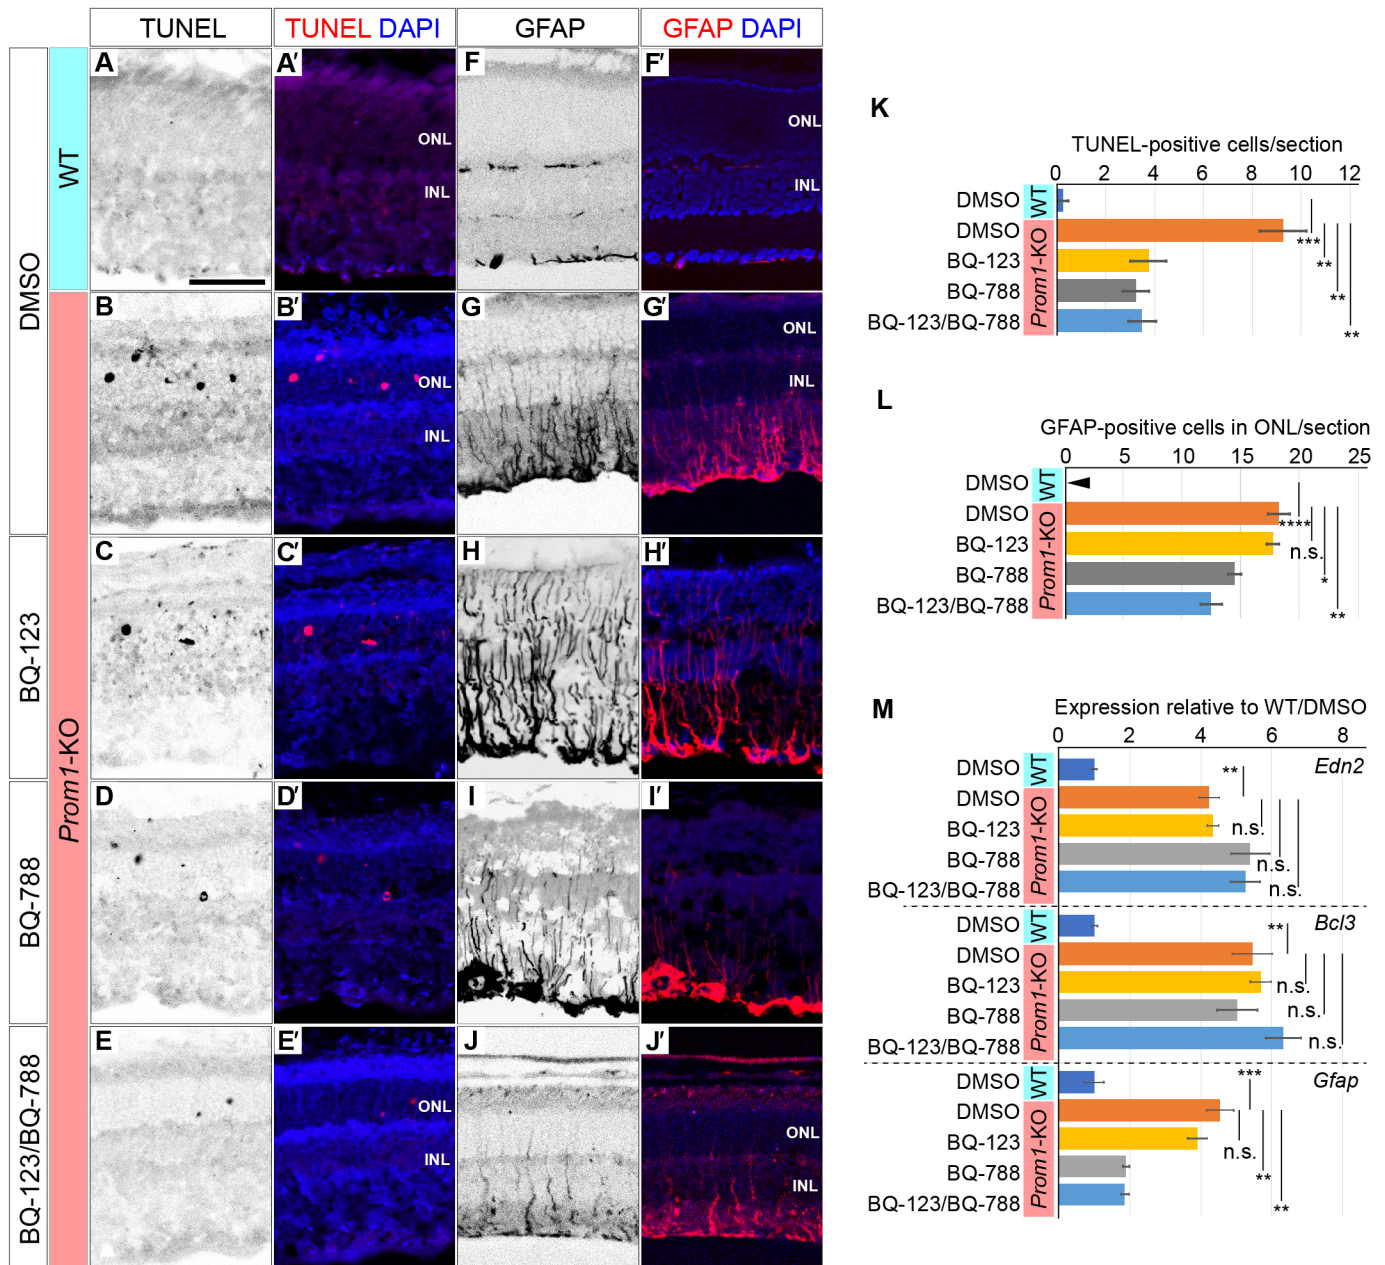 TUNEL
TUNEL DAPI
GFAP
GFAP DAPI
DMSO
WT
A
A′
ONL
INL
F
F′
ONL
INL
Prom1-KO
B
B′
ONL
INL
G
G′
ONL
INL
BQ-123
C
C′
H
H′
BQ-788
D
D′
I
I′
BQ-123/BQ-788
E
E′
ONL
INL
J
J′
ONL
INL
K
TUNEL-positive cells/section
0 2 4 6 8 10 12
WT
Prom1-KO
DMSO
DMSO
***
BQ-123
**
BQ-788
**
BQ-123/BQ-788
**
L
GFAP-positive cells in ONL/section
0 5 10 15 20 25
WT
Prom1-KO
DMSO
DMSO
****
BQ-123
n.s.
BQ-788
*
BQ-123/BQ-788
**
M
Expression relative to WT/DMSO
0 2 4 6 8
WT
Prom1-KO
DMSO
** Edn2
DMSO
BQ-123
n.s.
BQ-788
n.s.
BQ-123/BQ-788
n.s.
WT
Prom1-KO
DMSO
** Bcl3
DMSO
BQ-123
n.s.
BQ-788
n.s.
BQ-123/BQ-788
n.s.
WT
Prom1-KO
DMSO
*** Gfap
DMSO
BQ-123
n.s.
BQ-788
**
BQ-123/BQ-788
**